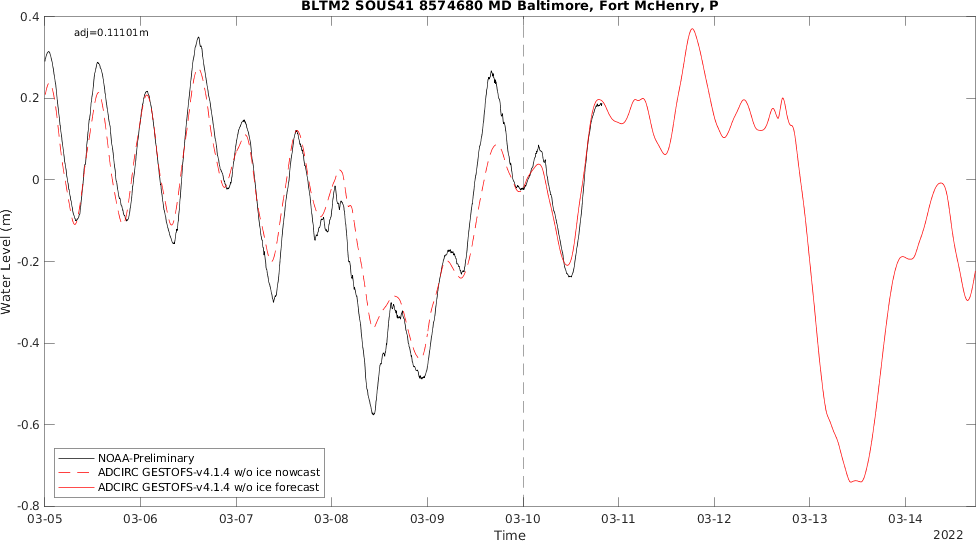 BLTM2 SOUS41 8574680 MD Baltimore, Fort McHenry, P
adj=0.11101m
0.4
0.2
0
-0.2
-0.4
-0.6
-0.8
Water Level (m)
NOAA-Preliminary
ADCIRC GESTOFS-v4.1.4 w/o ice nowcast
ADCIRC GESTOFS-v4.1.4 w/o ice forecast
03-05 03-06 03-07 03-08 03-09 03-10 03-11 03-12 03-13 03-14
Time
2022